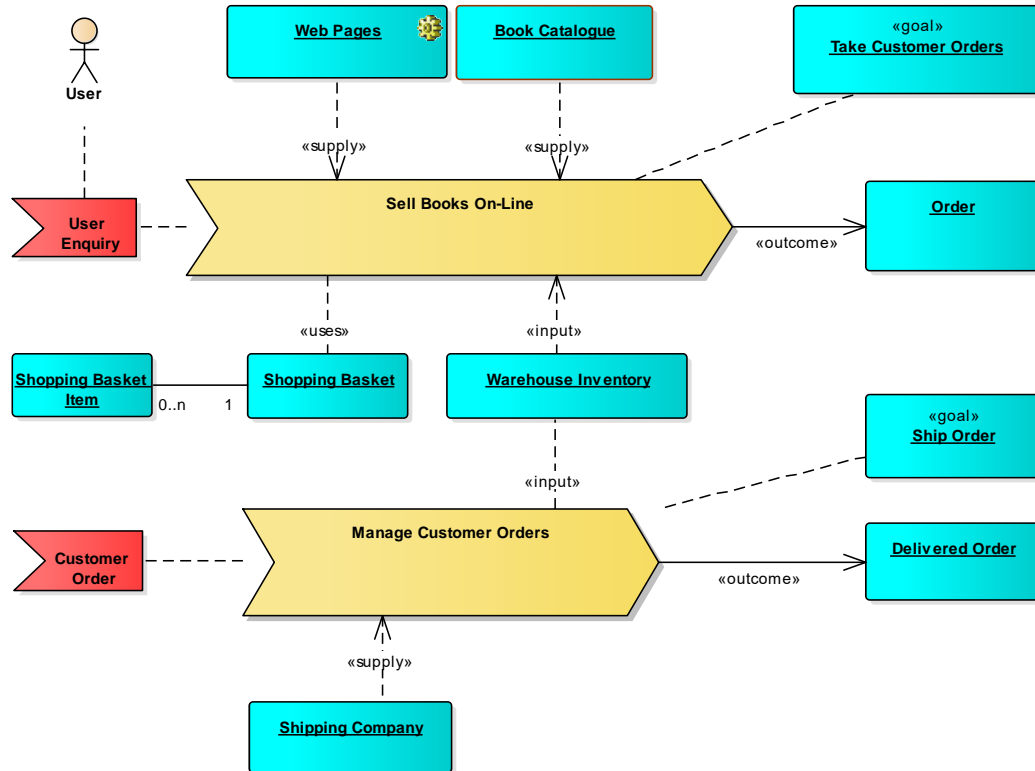 Web Pages
Book Catalogue
«goal»
Take Customer Orders
User
«supply»
«supply»
Sell Books On-Line
User
Enquiry
Order
«outcome»
«uses»
«input»
Shopping Basket
Item
0..n
1
Shopping Basket
Warehouse Inventory
«goal»
Ship Order
«input»
Manage Customer Orders
Customer
Order
Delivered Order
«outcome»
«supply»
Shipping Company